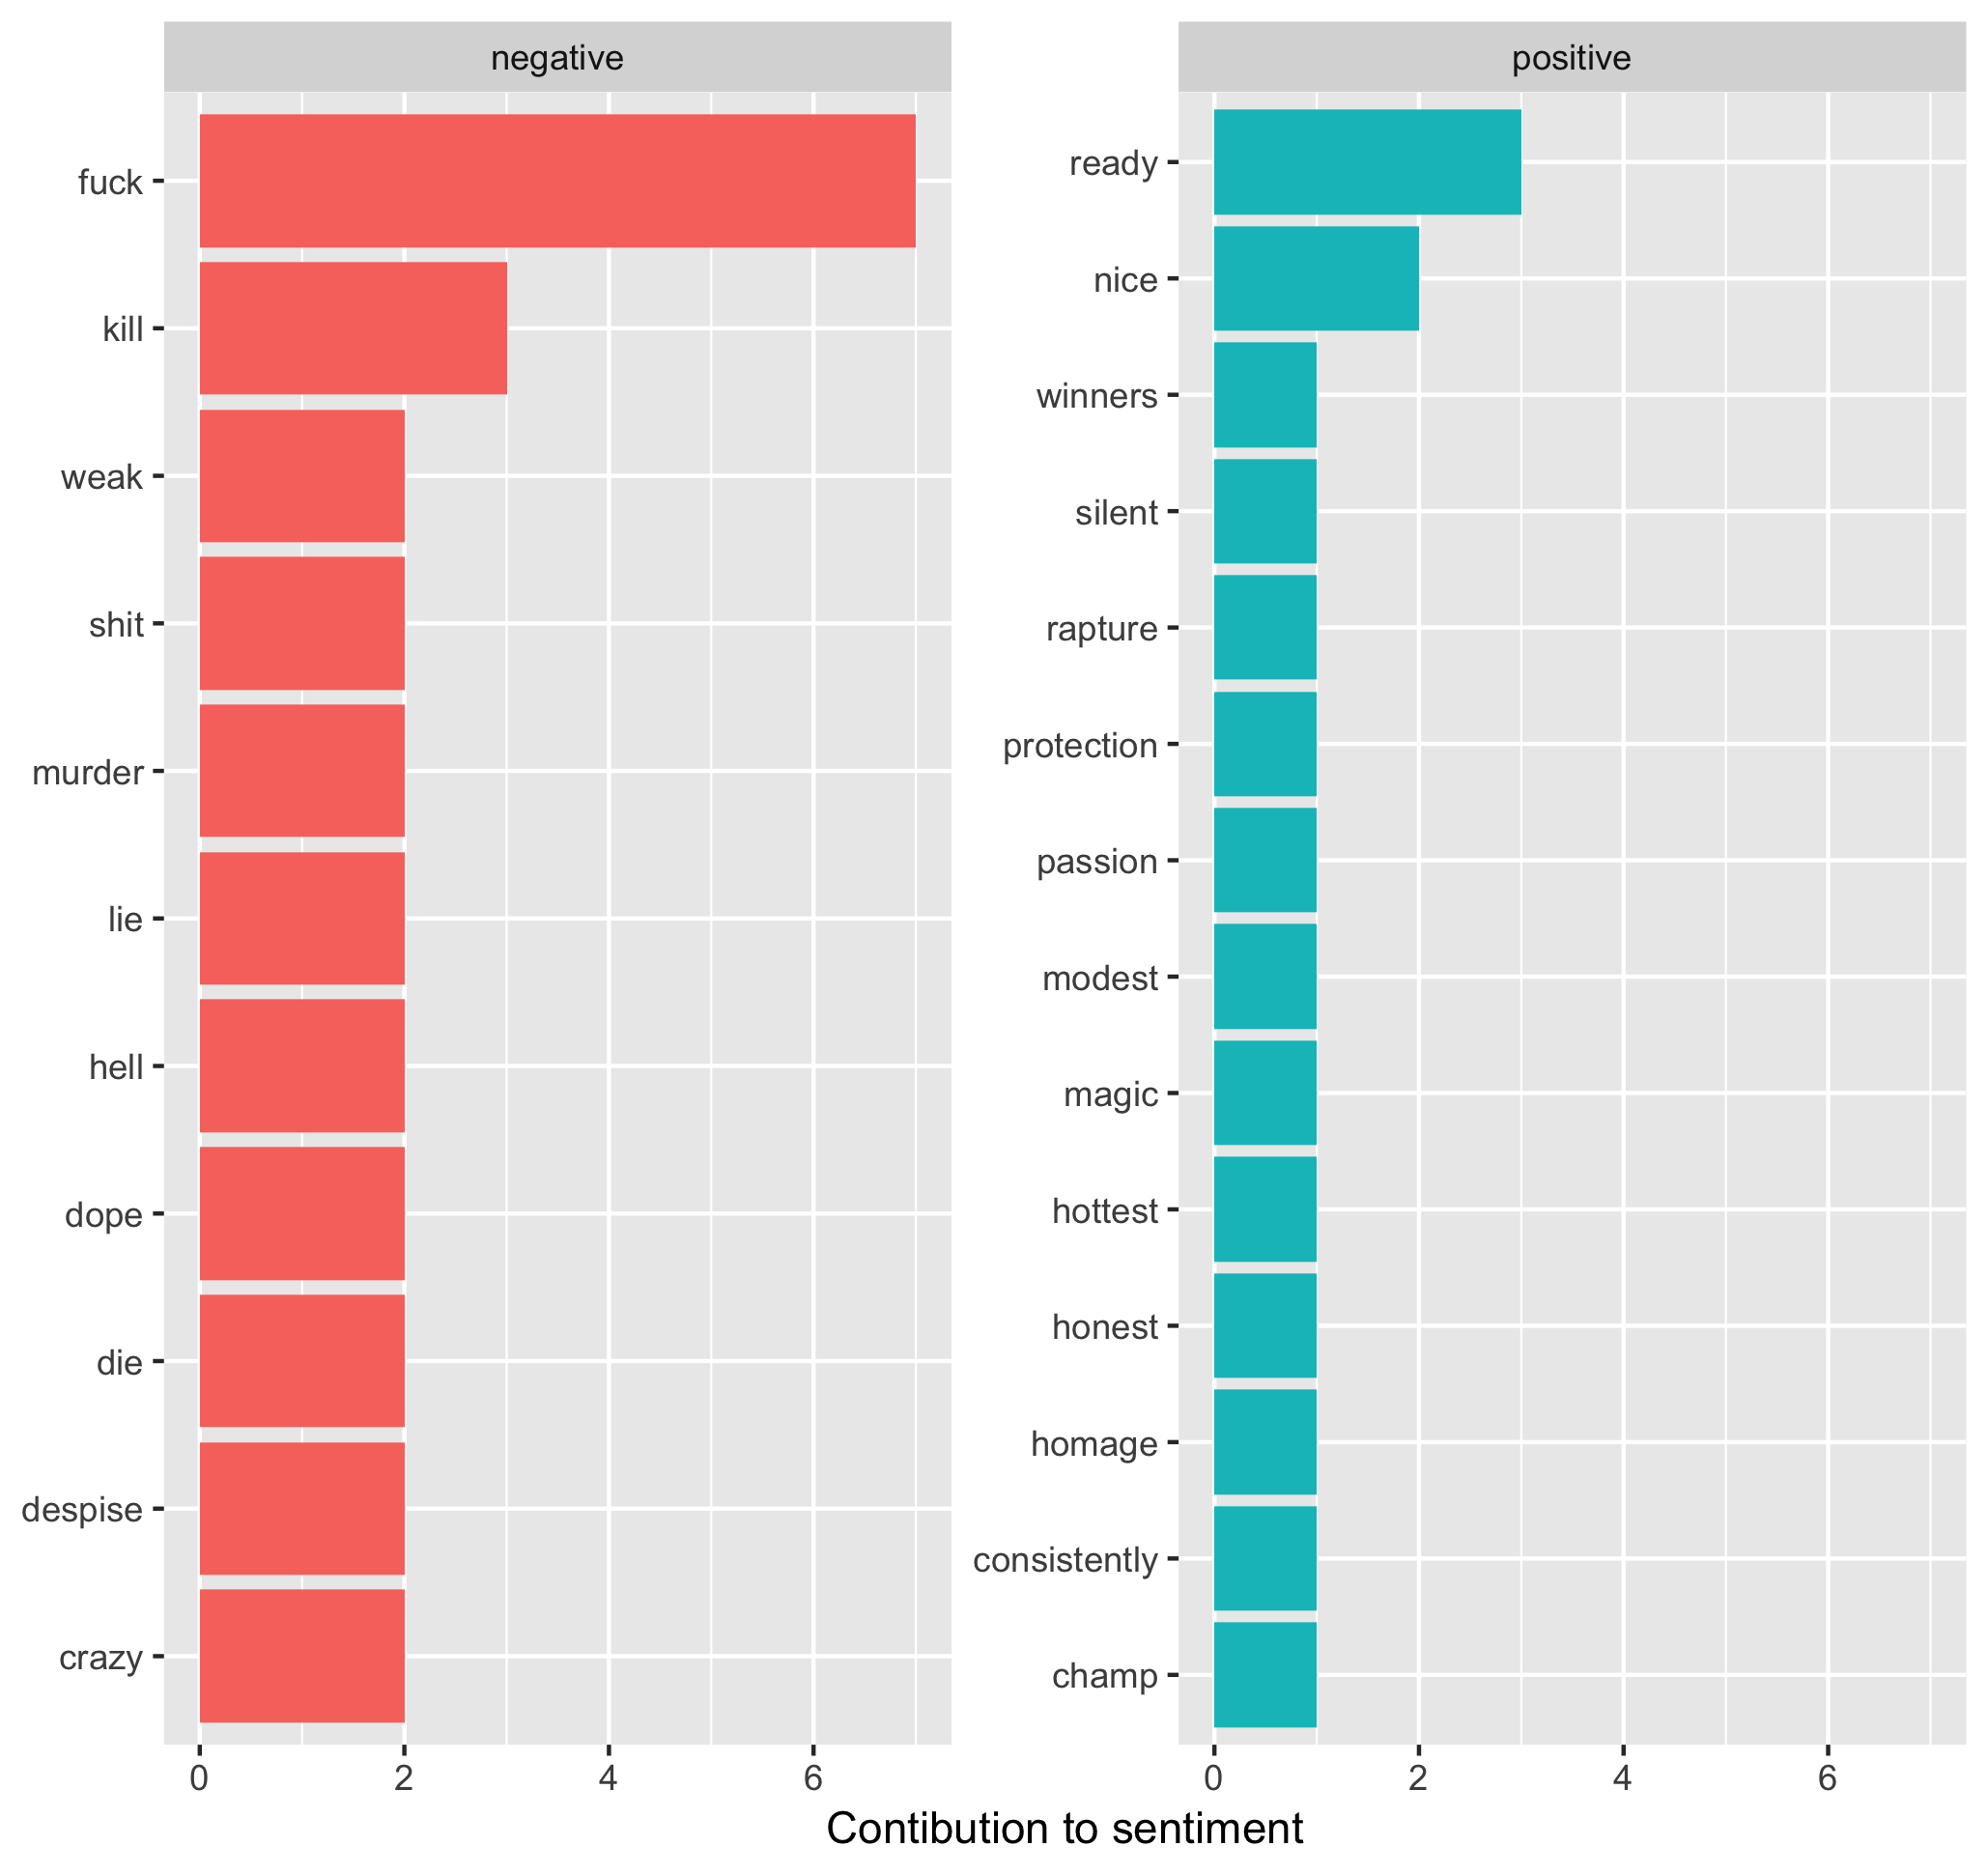 negative
fuck
kill
weak
shit
murder
lie
hell
dope
die
despise
crazy
0 2 4 6
positive
ready
nice
winners
silent
rapture
protection
passion
modest
magic
hottest
honest
homage
consistently
champ
0 2 4 6
Contibution to sentiment